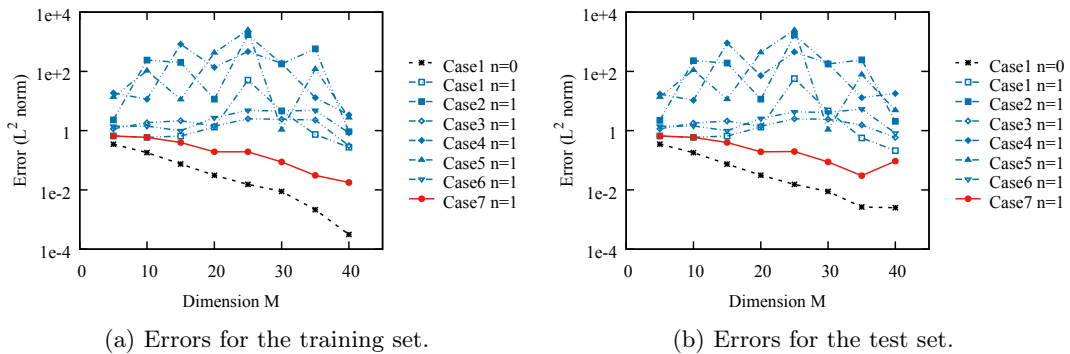 1e+4
1e+2
1
1e-2
1e-4
Error (L² norm)
0
10
20
30
40
Dimension M
Case1 n=0
Case1 n=1
Case2 n=1
Case3 n=1
Case4 n=1
Case5 n=1
Case6 n=1
Case7 n=1
(a) Errors for the training set.
1e+4
1e+2
1
1e-2
1e-4
Error (L² norm)
0
10
20
30
40
Dimension M
Case1 n=0
Case1 n=1
Case2 n=1
Case3 n=1
Case4 n=1
Case5 n=1
Case6 n=1
Case7 n=1
(b) Errors for the test set.